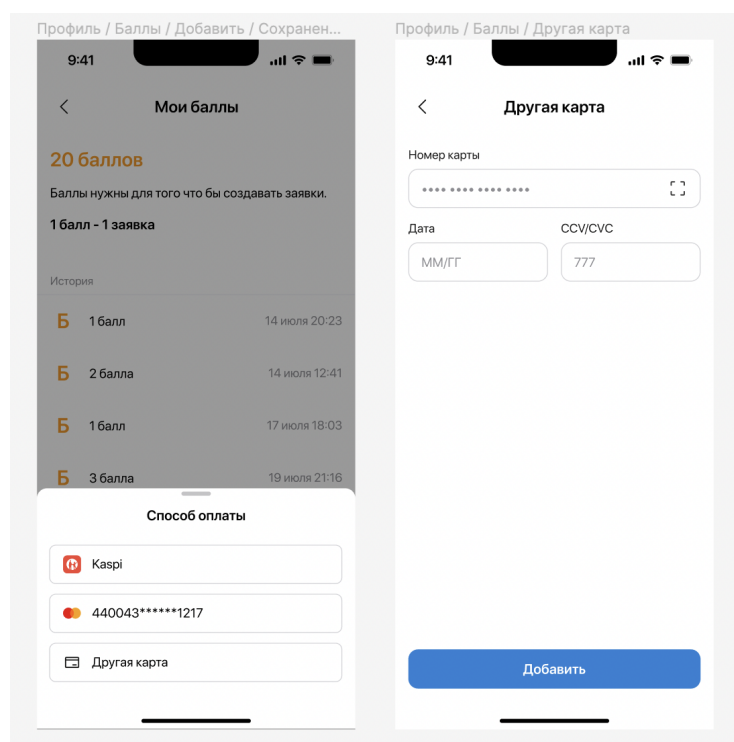 Профиль / Баллы / Добавить / Сохранен...
9:41
Мои баллы
20 баллов
Баллы нужны для того что бы создавать заявки.
1 балл - 1 заявка
История
Б 1 балл 14 июля 20:23
Б 2 балла 14 июля 12:41
Б 1 балл 17 июля 18:03
Б 3 балла 19 июля 21:16
Способ оплаты
Kaspi
440043******1217
Другая карта
Профиль / Баллы / Другая карта
9:41
Другая карта
Номер карты
•••• •••• •••• ••••
Дата CCV/CVC
ММ/ГГ 777
Добавить